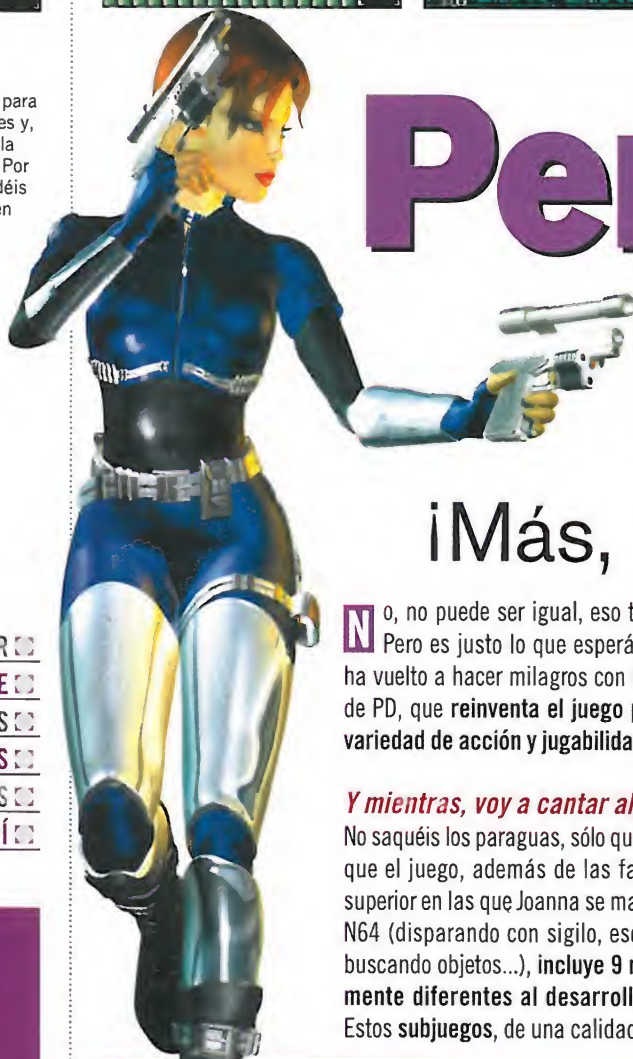 para
es y,
la
Por
déis
en
Per
¡Más,
No, no puede ser igual, eso t
Pero es justo lo que esperá
ha vuelto a hacer milagros con
de PD, que reinventa el juego
variedad de acción y jugabilida
Y mientras, voy a cantar al
No saquéis los paraguas, sólo qu
que el juego, además de las fa
superior en las que Joanna se ma
N64 (disparando con sigilo, es
buscando objetos...), incluye 9
mente diferentes al desarroll
Estos subjuegos, de una calidad
R
E
S
S
S
Í